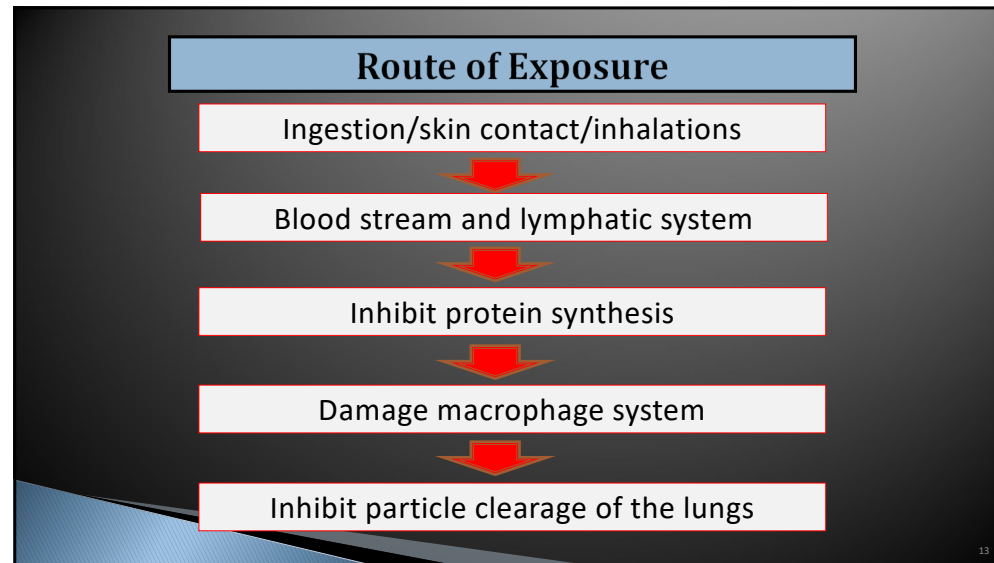 Route of Exposure
Ingestion/skin contact/inhalations
Blood stream and lymphatic system
Inhibit protein synthesis
Damage macrophage system
Inhibit particle clearage of the lungs
13